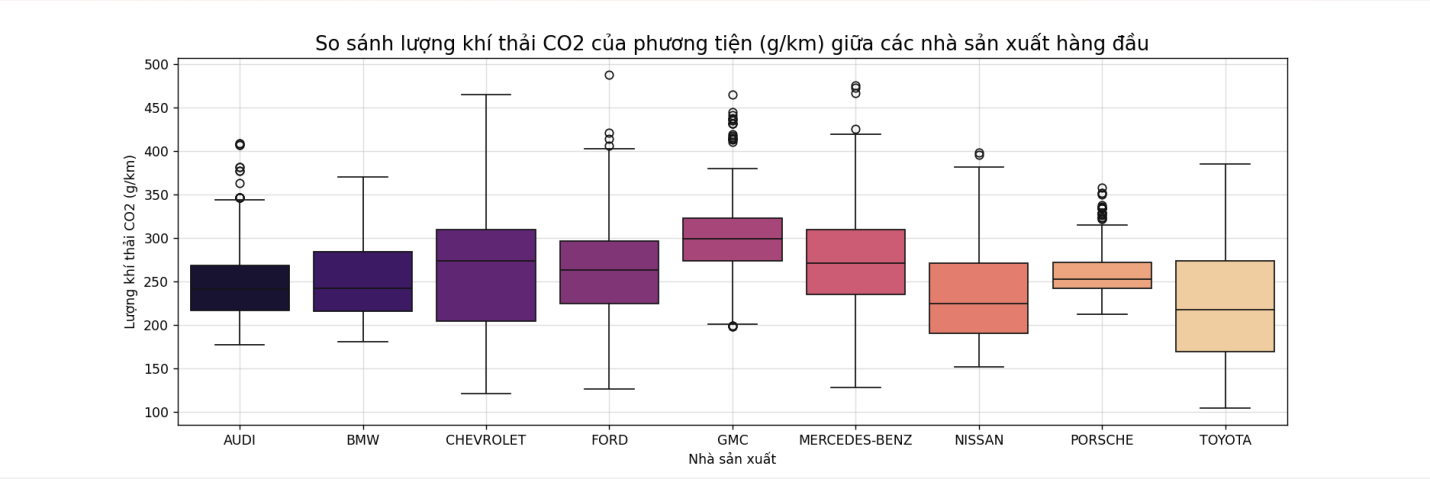 So sánh lượng khí thải CO2 của phương tiện (g/km) giữa các nhà sản xuất hàng đầu
Lượng khí thải CO2 (g/km)
500
450
400
350
300
250
200
150
100
AUDI
BMW
CHEVROLET
FORD
GMC
MERCEDES-BENZ
NISSAN
PORSCHE
TOYOTA
Nhà sản xuất